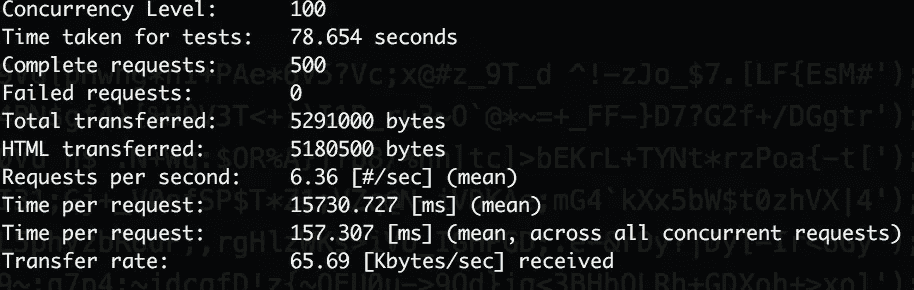 Concurrency Level: 100
Time taken for tests: 78.654 seconds
Complete requests: 500
Failed requests: 0
Total transferred: 5291000 bytes
HTML transferred: 5180500 bytes
Requests per second: 6.36 [#/sec] (mean)
Time per request: 15730.727 [ms] (mean)
Time per request: 157.307 [ms] (mean, across all concurrent requests)
Transfer rate: 65.69 [Kbytes/sec] received